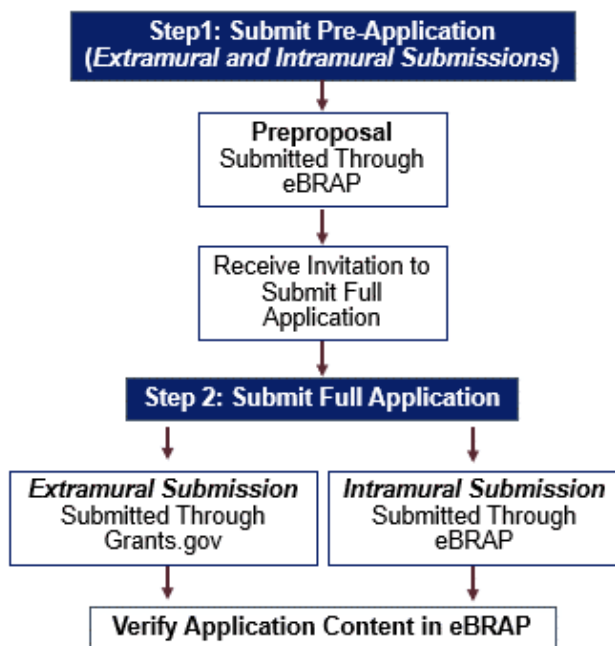 Step1: Submit Pre-Application
(Extramural and Intramural Submissions)
Preproposal
Submitted Through
eBRAP
Receive Invitation to
Submit Full
Application
Step 2: Submit Full Application
Extramural Submission
Submitted Through
Grants.gov
Intramural Submission
Submitted Through
eBRAP
Verify Application Content in eBRAP